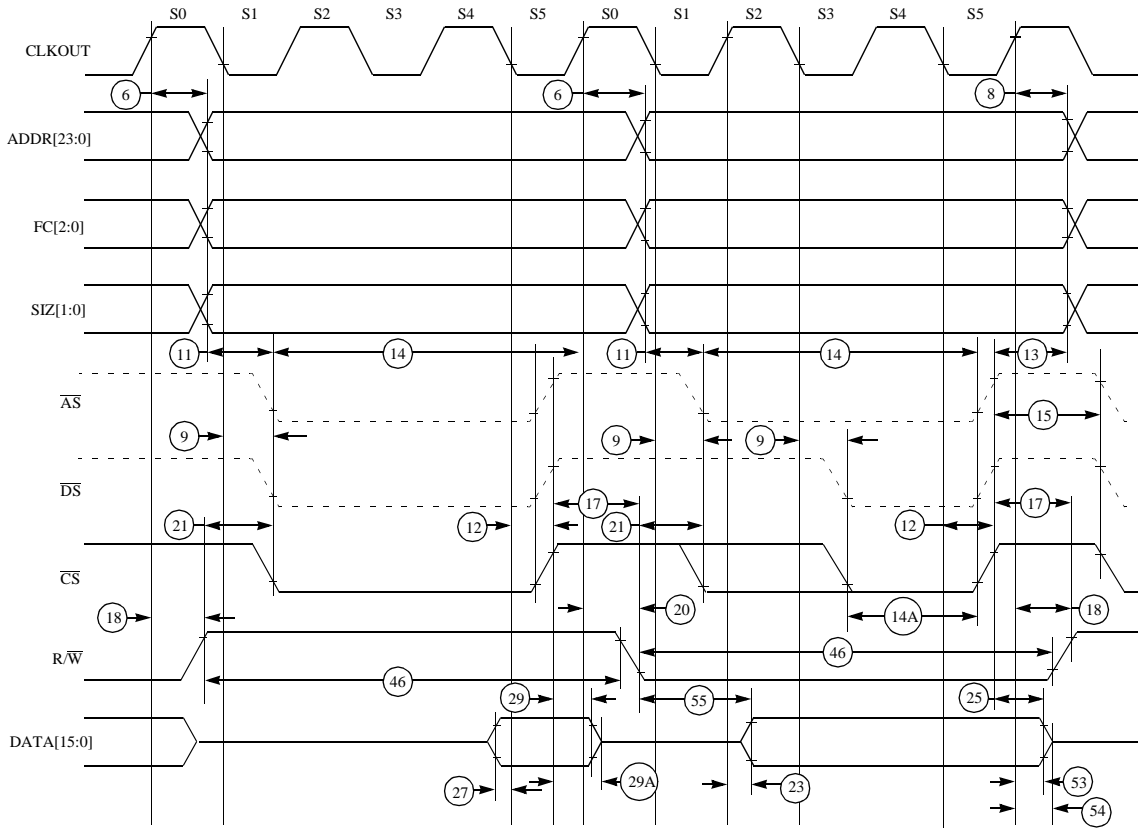 S0 S1 S2 S3 S4 S5 S0 S1 S2 S3 S4 S5
CLKOUT
6 6 8
ADDR[23:0]
FC[2:0]
SIZ[1:0]
11 14 11 14 13
AS
15
9 9 9
DS
17 17
21 12 21 12
CS
18 20 14A 18
R/W
46 46
29 55 25
DATA[15:0]
27 29A 23 53
54